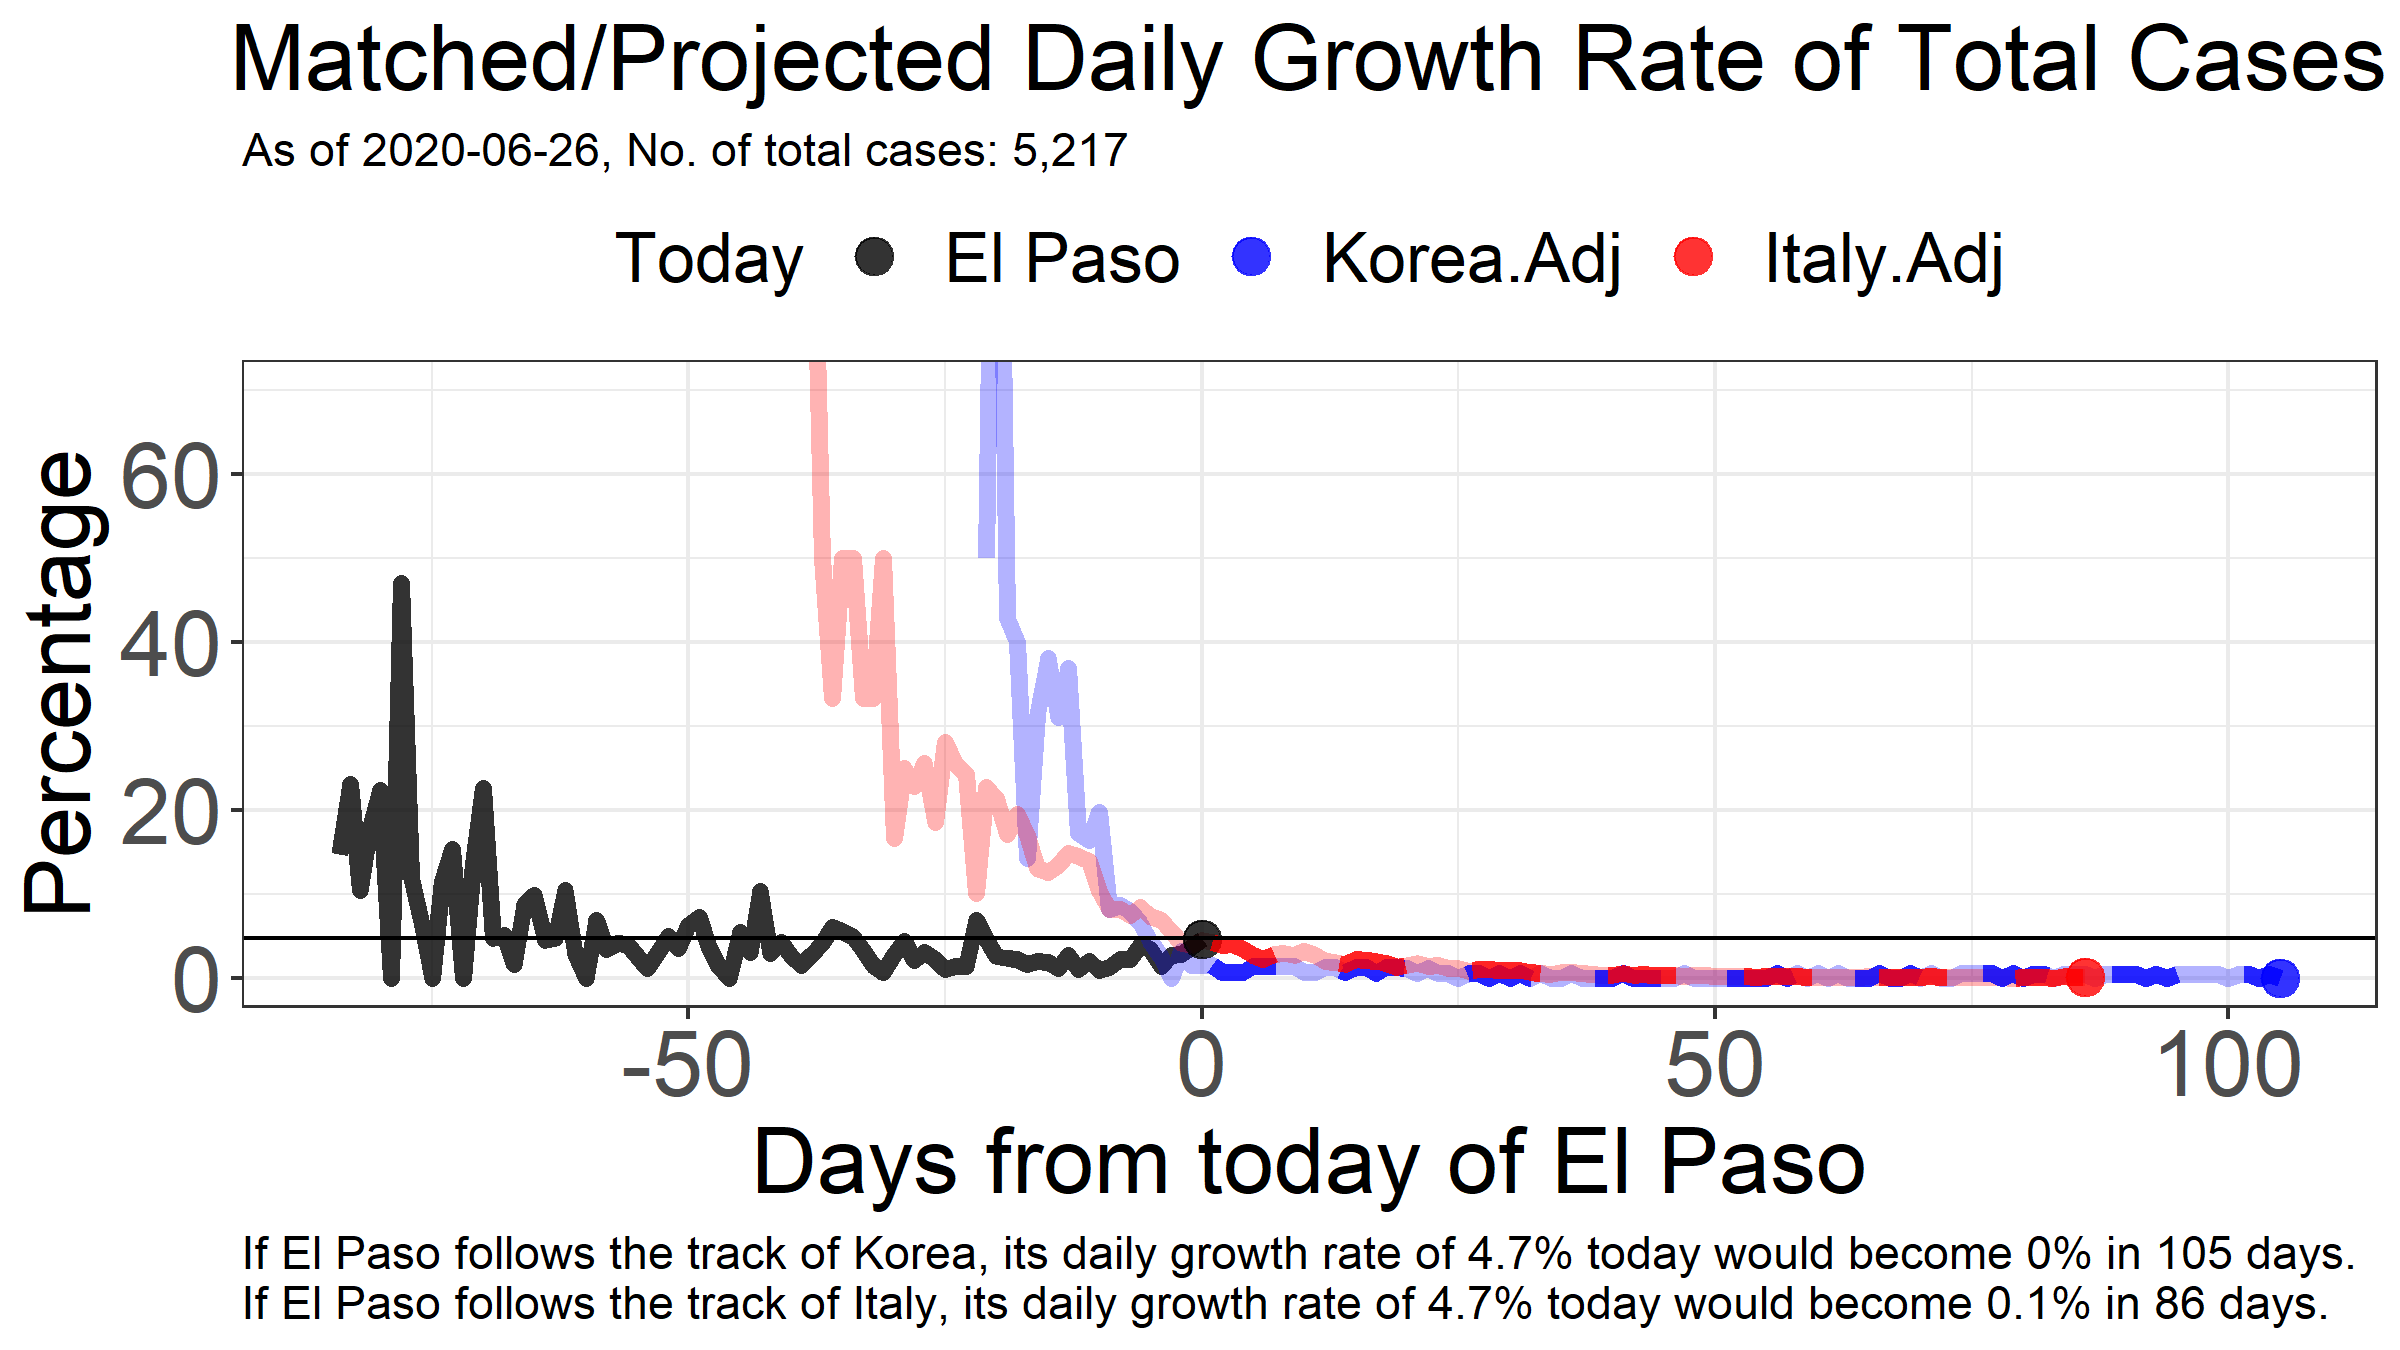 Matched/Projected Daily Growth Rate of Total Cases
As of 2020-06-26, No. of total cases: 5,217
Today El Paso Korea.Adj Italy.Adj
Percentage
60
40
20
0
-50 0 50 100
Days from today of El Paso
If El Paso follows the track of Korea, its daily growth rate of 4.7% today would become 0% in 105 days.
If El Paso follows the track of Italy, its daily growth rate of 4.7% today would become 0.1% in 86 days.